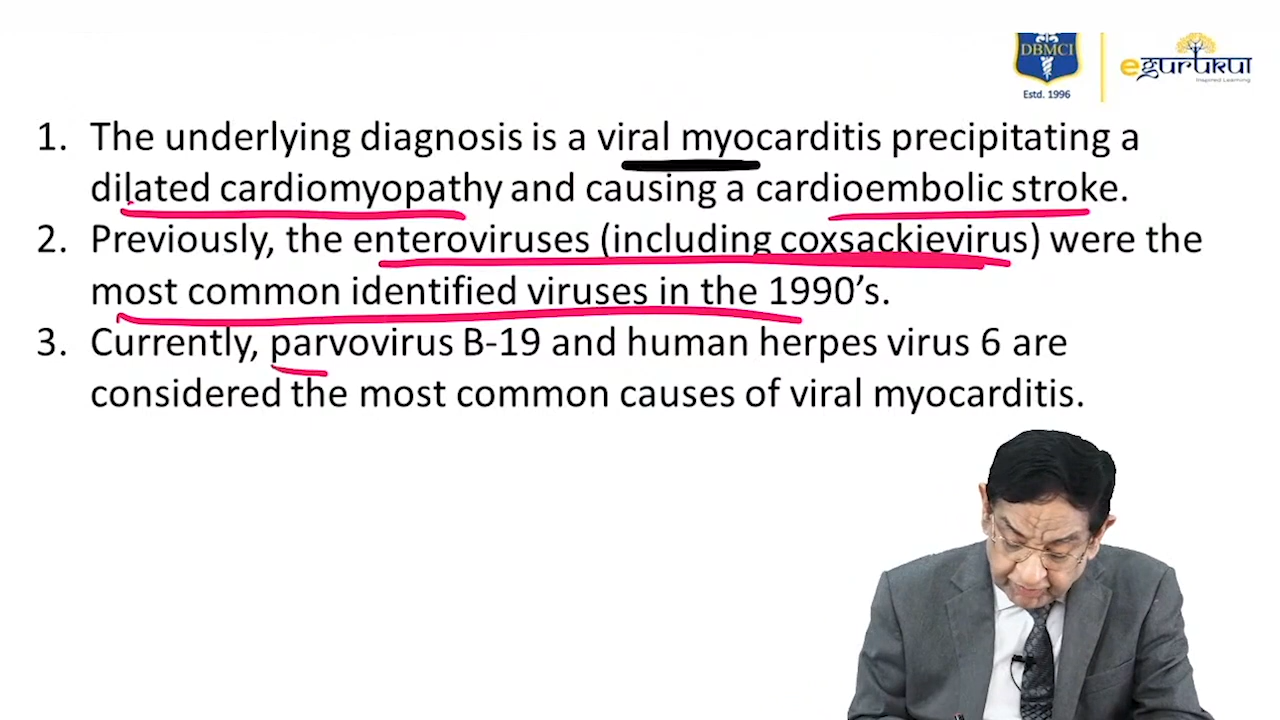 DBMCI
Estd. 1996
egurukul
Inspired Learning
1. The underlying diagnosis is a viral myocarditis precipitating a
dilated cardiomyopathy and causing a cardioembolic stroke.
2. Previously, the enteroviruses (including coxsackievirus) were the
most common identified viruses in the 1990’s.
3. Currently, parvovirus B-19 and human herpes virus 6 are
considered the most common causes of viral myocarditis.